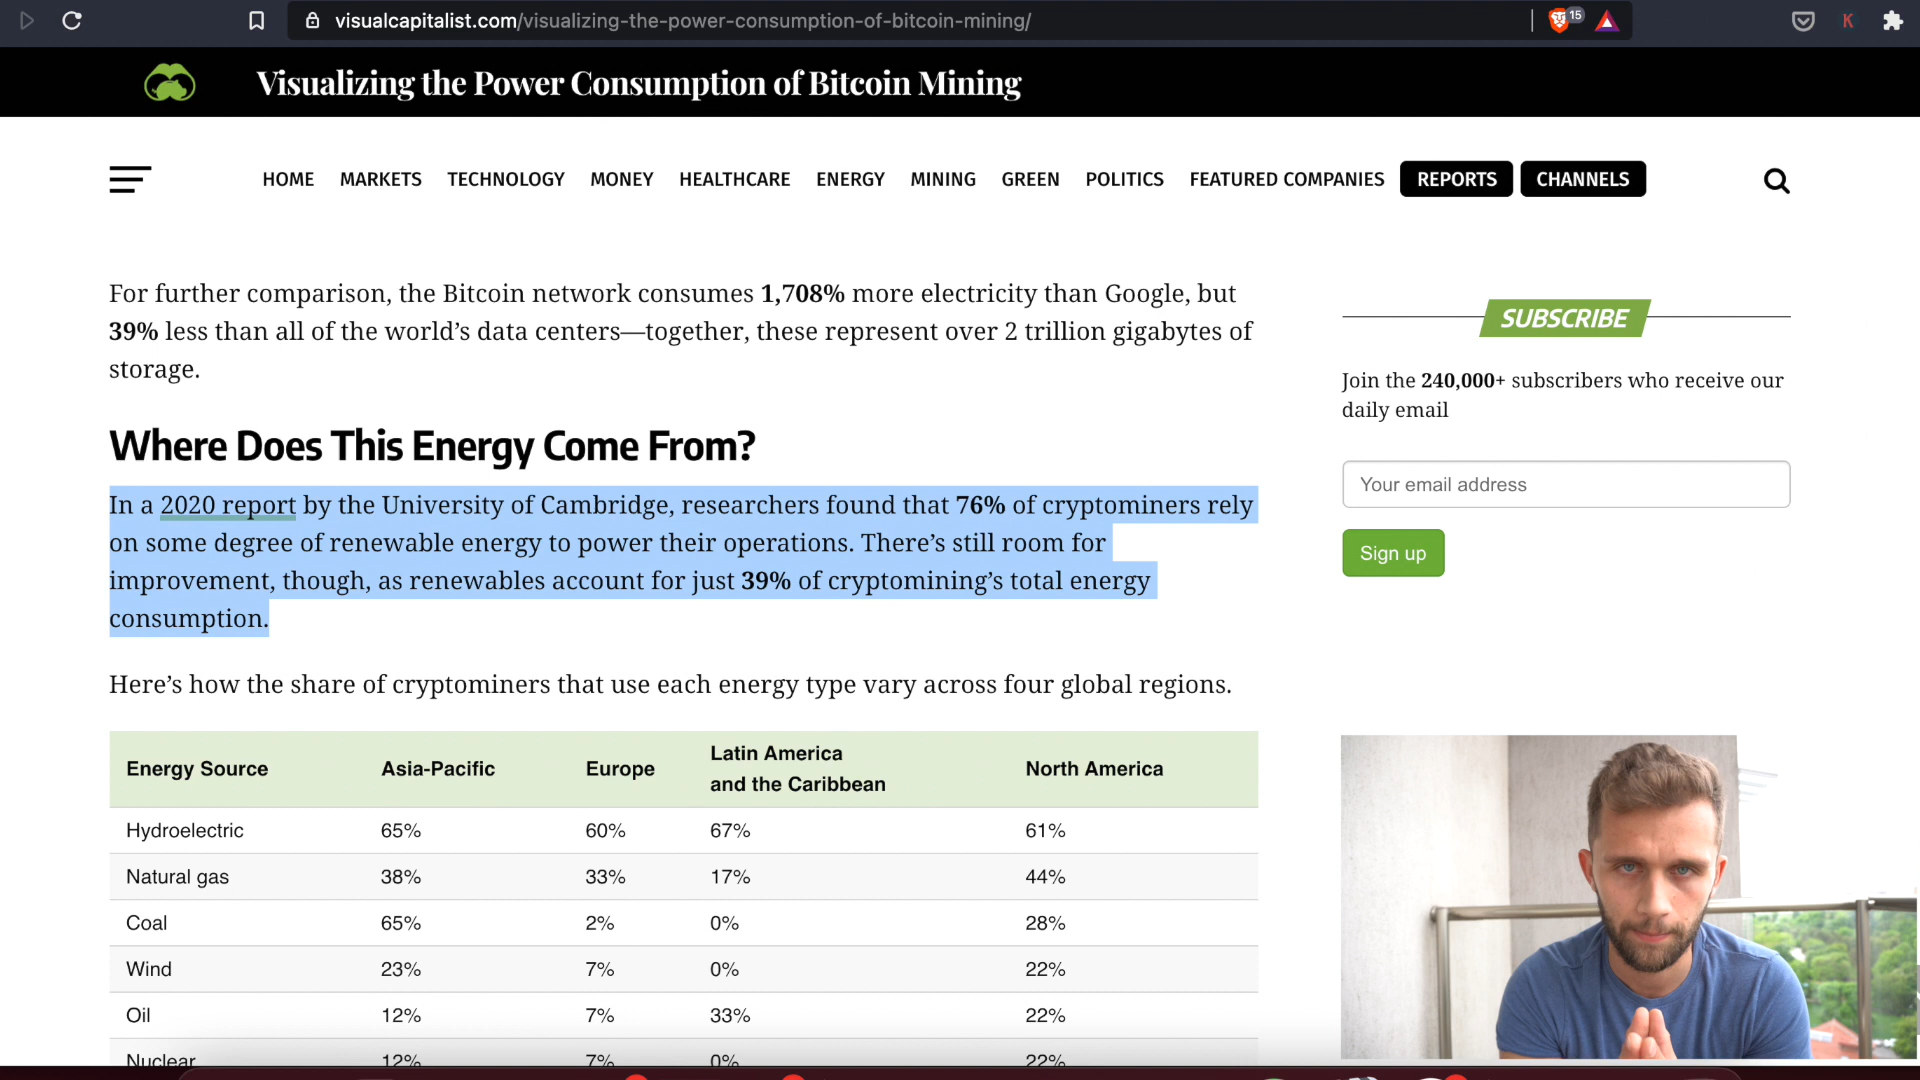 visualcapitalist.com/visualizing-the-power-consumption-of-bitcoin-mining/
15
K
Visualizing the Power Consumption of Bitcoin Mining
HOME MARKETS TECHNOLOGY MONEY HEALTHCARE ENERGY MINING GREEN POLITICS FEATURED COMPANIES REPORTS CHANNELS
For further comparison, the Bitcoin network consumes 1,708% more electricity than Google, but
39% less than all of the world’s data centers—together, these represent over 2 trillion gigabytes of
storage.
Where Does This Energy Come From?
In a 2020 report by the University of Cambridge, researchers found that 76% of cryptominers rely
on some degree of renewable energy to power their operations. There’s still room for
improvement, though, as renewables account for just 39% of cryptomining’s total energy
consumption.
Here’s how the share of cryptominers that use each energy type vary across four global regions.
Energy Source Asia-Pacific Europe Latin America and the Caribbean North America
Hydroelectric 65% 60% 67% 61%
Natural gas 38% 33% 17% 44%
Coal 65% 2% 0% 28%
Wind 23% 7% 0% 22%
Oil 12% 7% 33% 22%
Nuclear 12% 7% 0% 22%
SUBSCRIBE
Join the 240,000+ subscribers who receive our
daily email
Your email address
Sign up